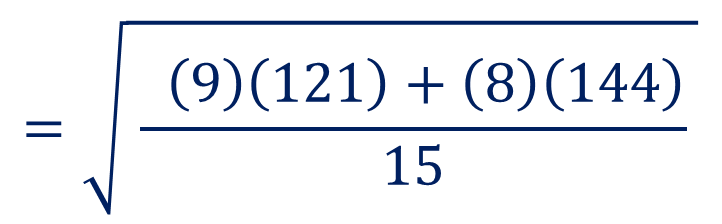 = √((9)(121) + (8)(144))
15